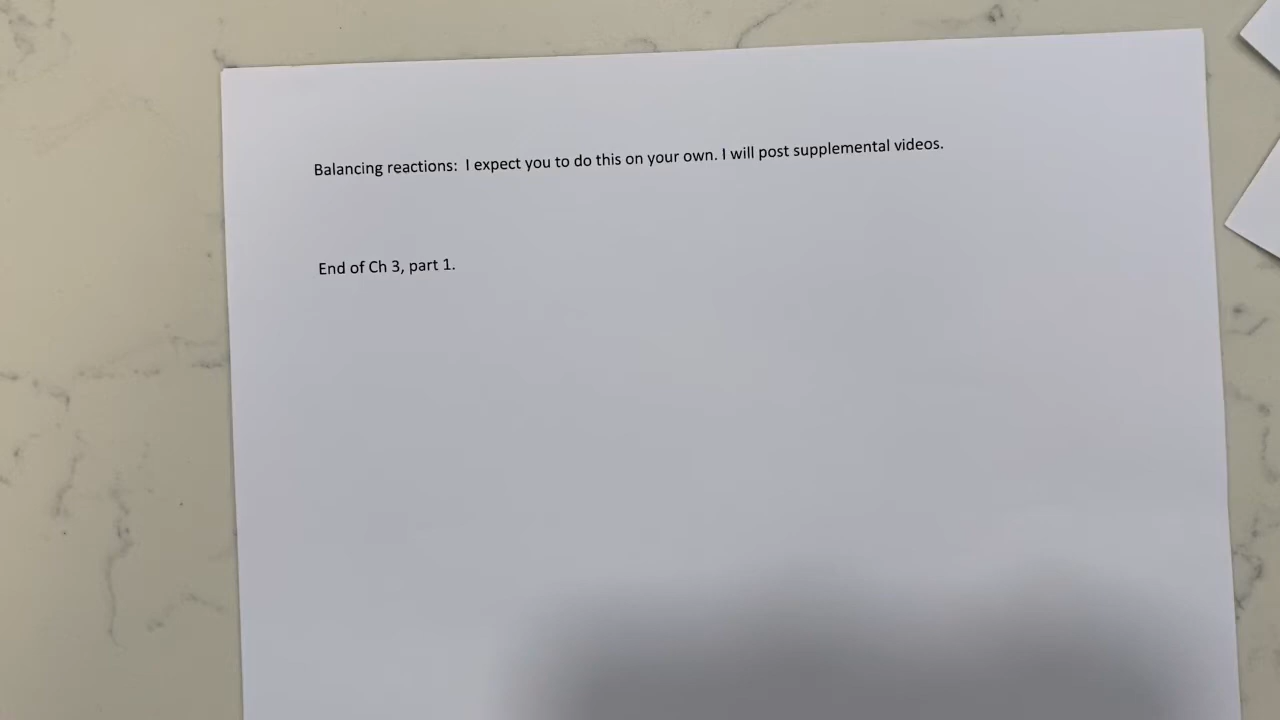 Balancing reactions:  I expect you to do this on your own. I will post supplemental videos.
End of Ch 3, part 1.